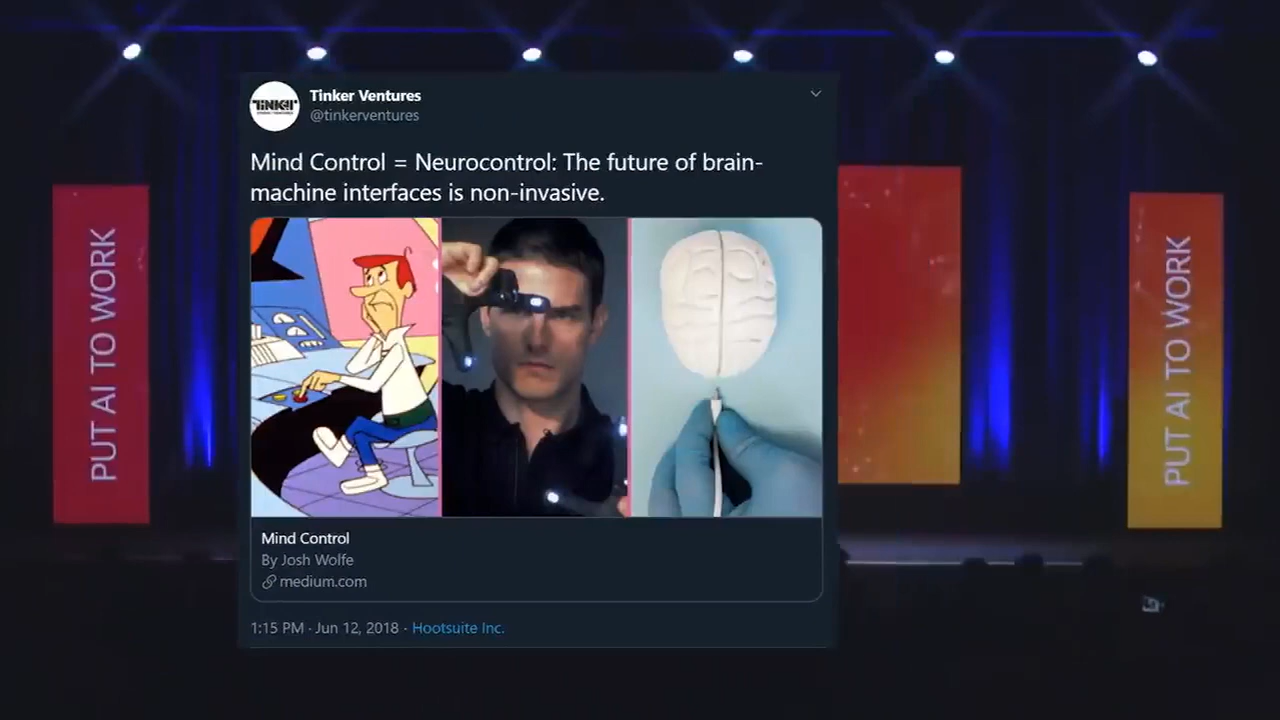 TiNK!!
Tinker Ventures
@tinkerventures
Mind Control = Neurocontrol: The future of brain-
machine interfaces is non-invasive.
Mind Control
By Josh Wolfe
medium.com
1:15 PM · Jun 12, 2018 · Hootsuite Inc.
PUT AI TO WORK
PUT AI TO WORK